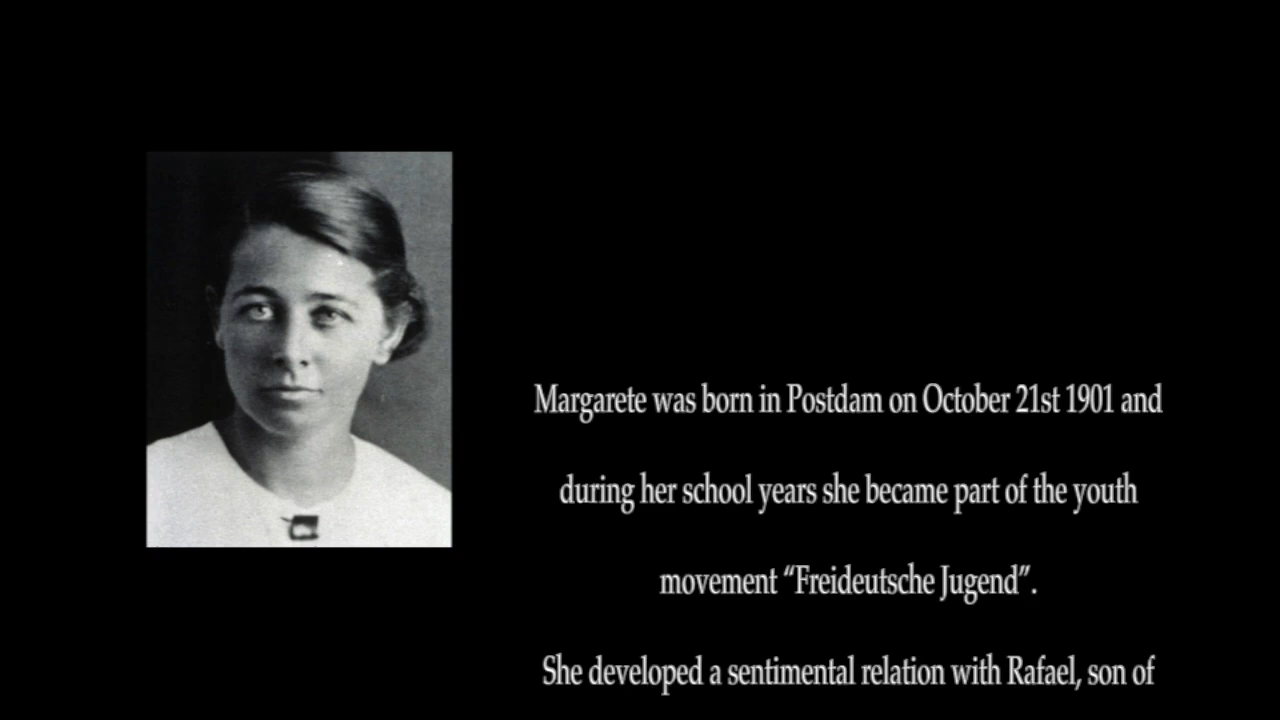 Margarete was born in Postdam on October 21st 1901 and
during her school years she became part of the youth
movement “Freideutsche Jugend”.
She developed a sentimental relation with Rafael, son of